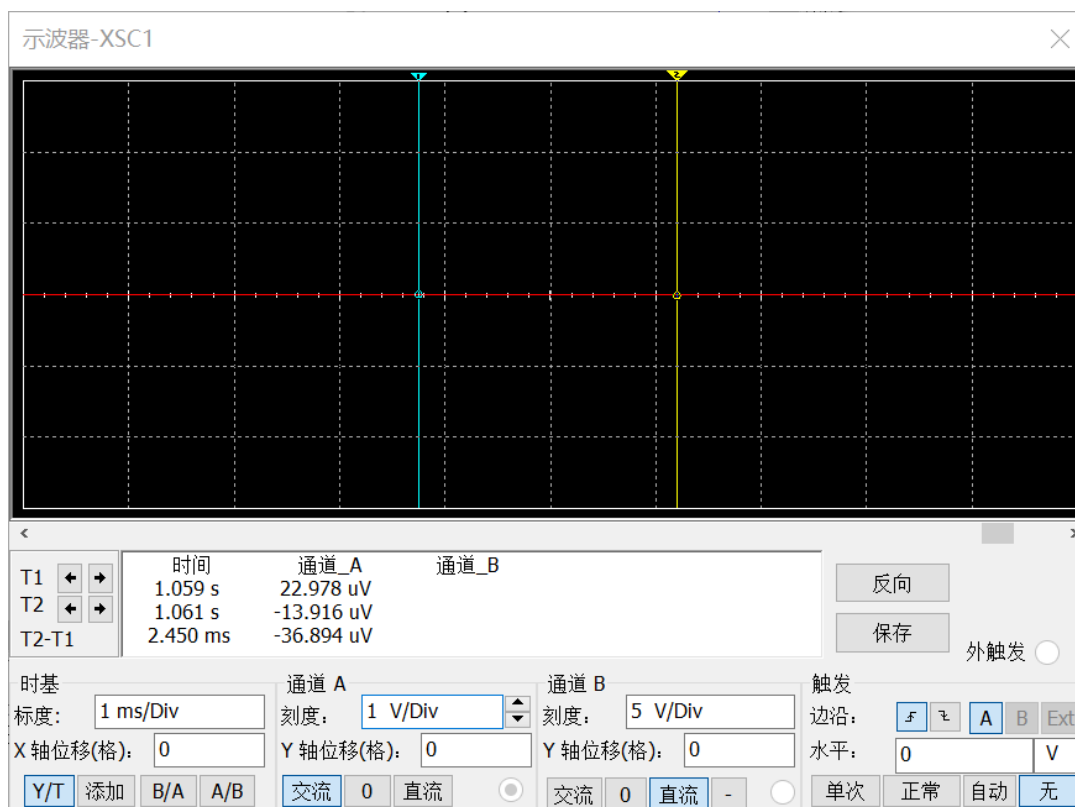 示波器-XSC1
1
2
时间 通道_A 通道_B
T1 1.059 s 22.978 uV
T2 1.061 s -13.916 uV
T2-T1 2.450 ms -36.894 uV
反向
保存
外触发
时基 通道 A 通道 B 触发
标度: 1 ms/Div 刻度: 1 V/Div 刻度: 5 V/Div 边沿: A B Ext
X 轴位移(格): 0 Y 轴位移(格): 0 Y 轴位移(格): 0 水平: 0 V
Y/T 添加 B/A A/B 交流 0 直流 交流 0 直流 - 单次 正常 自动 无